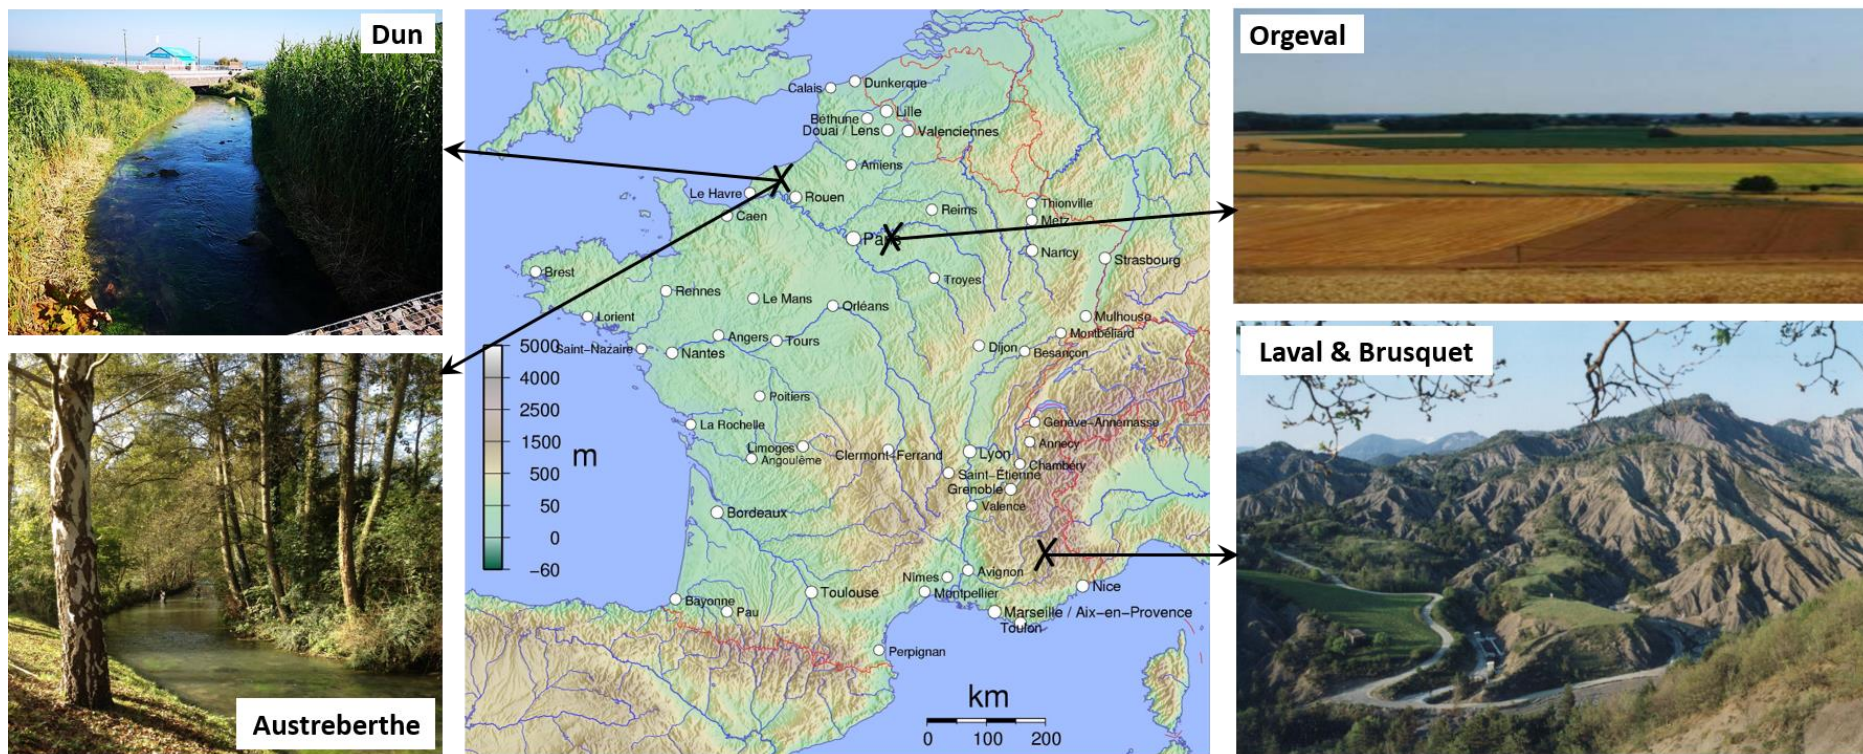 Dun
Orgeval
Calais
Dunkerque
Béthune
Lille
Douai / Lens
Valenciennes
Amiens
Le Havre
Rouen
Caen
Reims
Thionville
Metz
Paris
Nancy
Strasbourg
Brest
Rennes
Le Mans
Orléans
Troyes
Lorient
Mulhouse
Montbéliard
Saint-Nazaire
Nantes
Angers
Tours
Dijon
Besançon
Laval & Brusquet
5000
4000
2500
1500
500
50
0
-60
m
Poitiers
La Rochelle
Limoges
Angoulême
Clermont-Ferrand
Lyon
Genève-Annemasse
Annecy
Chambéry
Saint-Étienne
Grenoble
Valence
Bordeaux
Avignon
Nîmes
Montpellier
Nice
Toulouse
Bayonne
Pau
Marseille / Aix-en-Provence
Toulon
Perpignan
km
0 100 200
Austreberthe